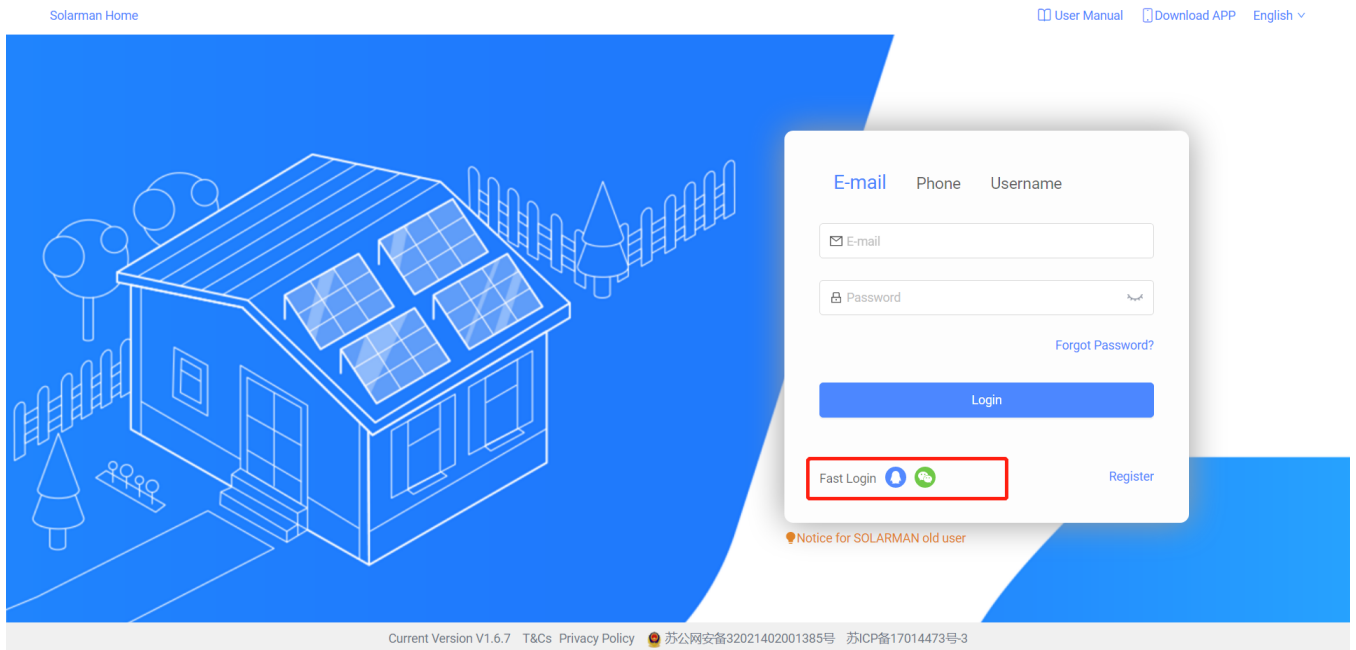 Solarman Home User Manual Download APP English
E-mail Phone Username
E-mail
Password
Forgot Password?
Login
Fast Login Register
Notice for SOLARMAN old user
Current Version V1.6.7 T&Cs Privacy Policy 苏公网安备32021402001385号 苏ICP备17014473号-3